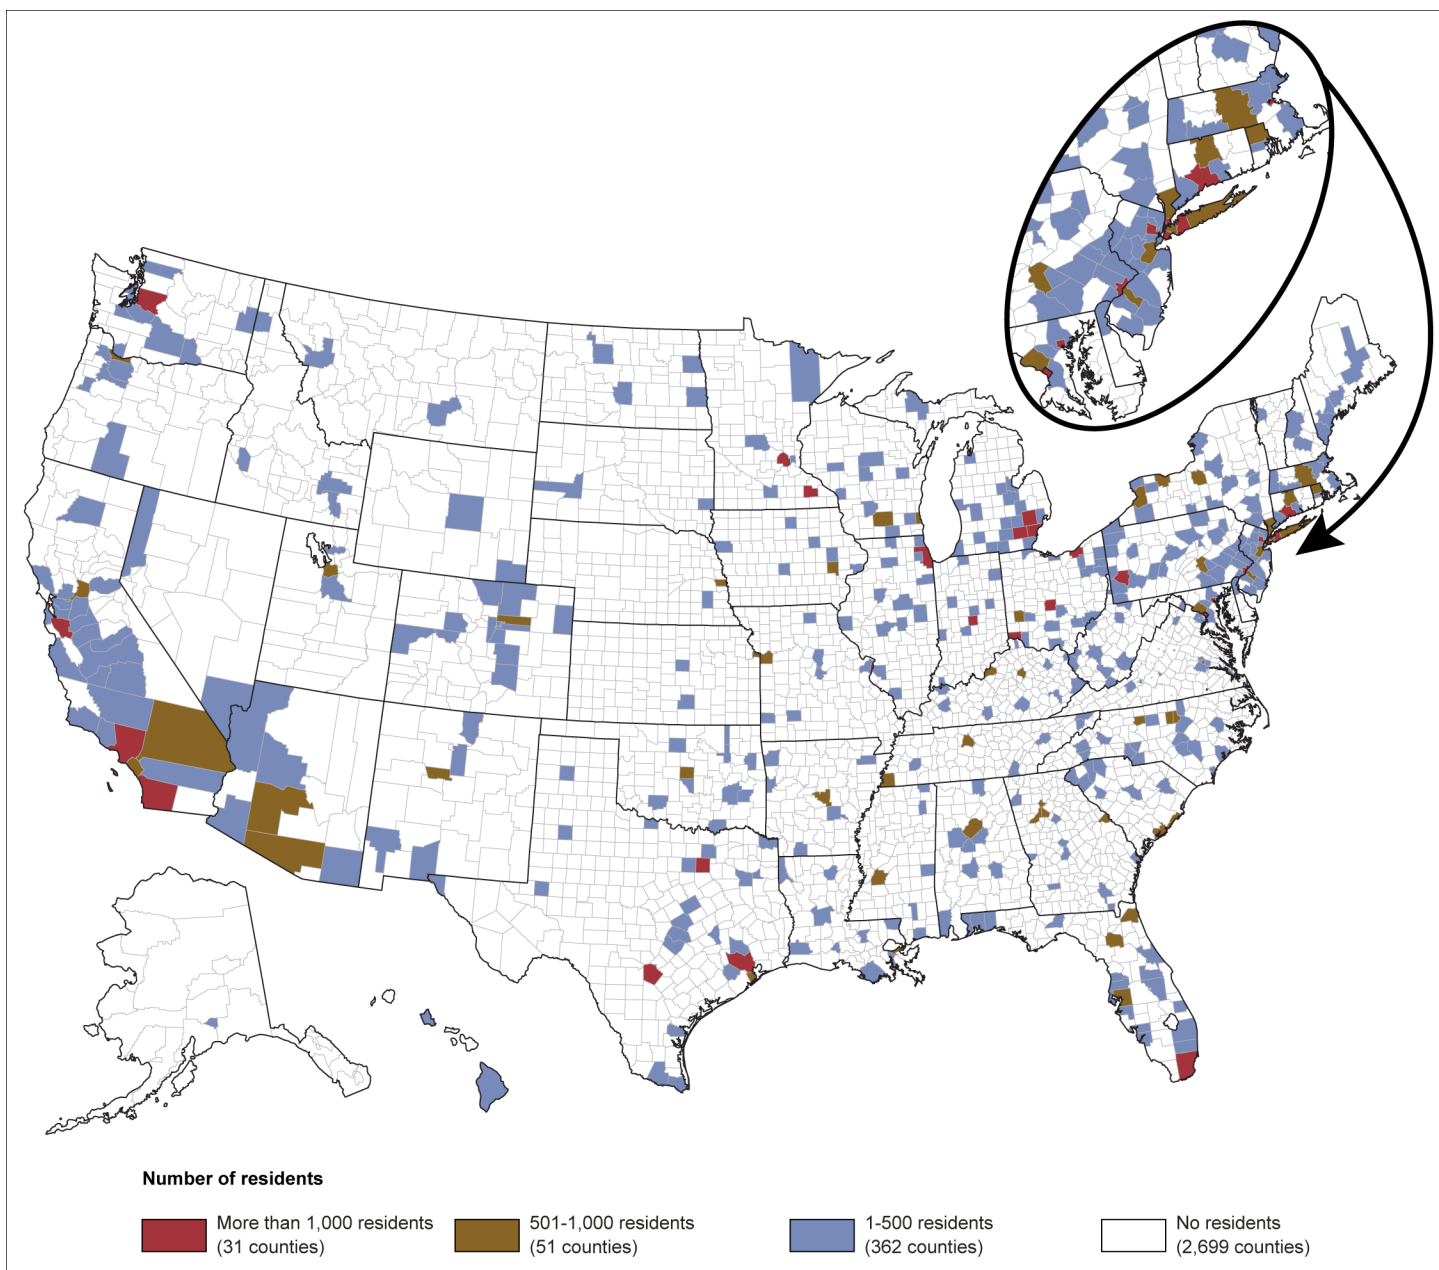 Number of residents
More than 1,000 residents
(31 counties)
501-1,000 residents
(51 counties)
1-500 residents
(362 counties)
No residents
(2,699 counties)